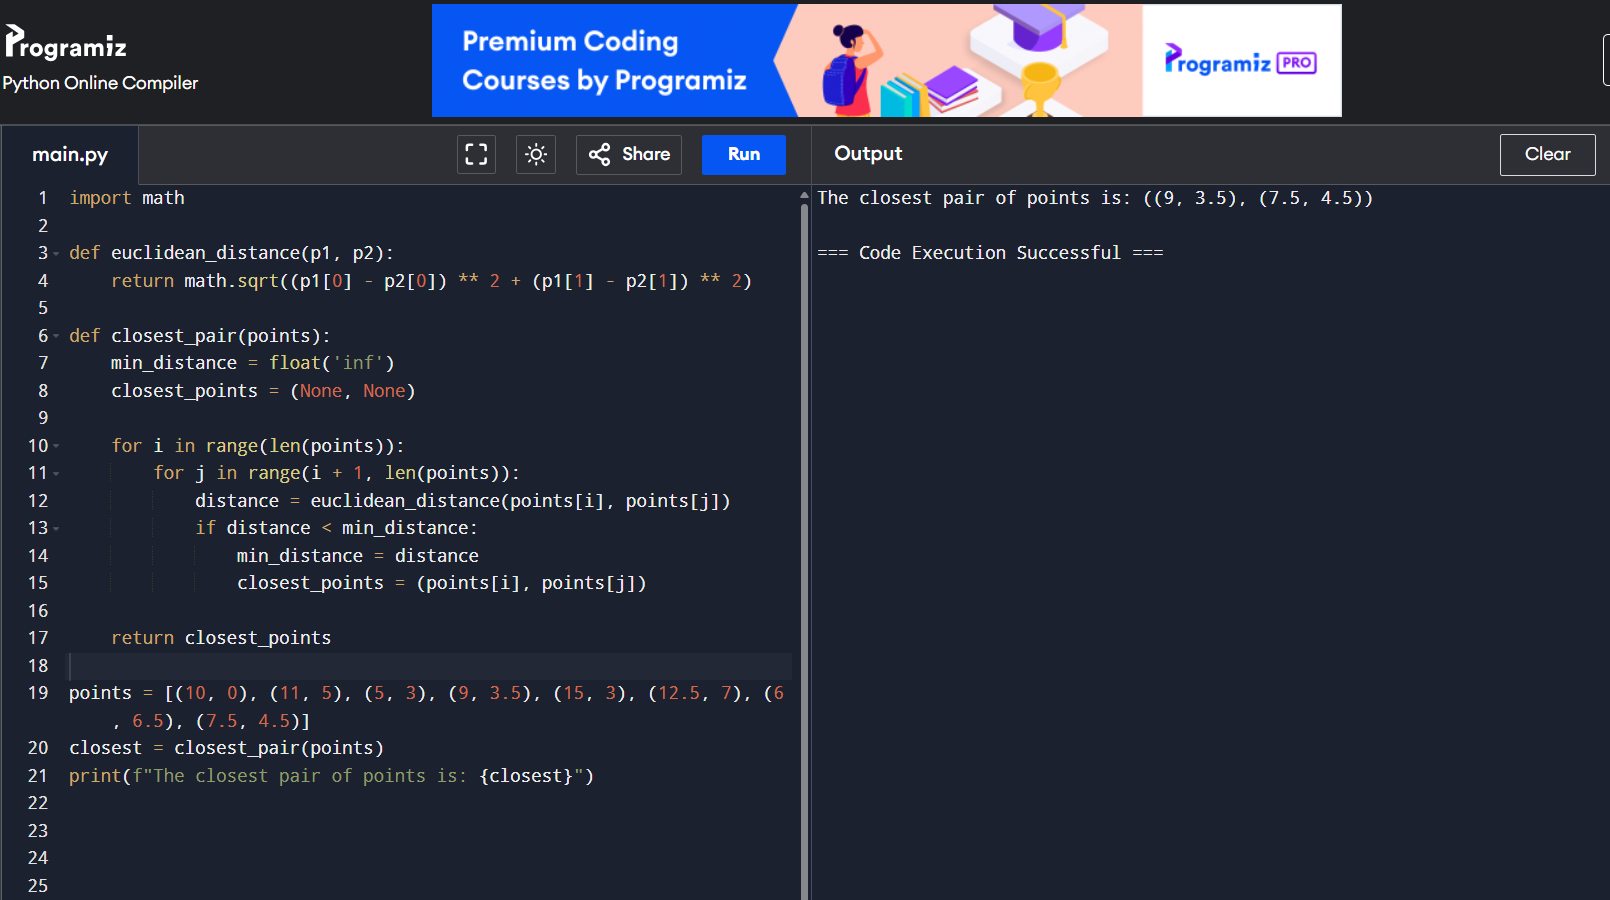 Programiz
Python Online Compiler
Premium Coding
Courses by Programiz
Programiz PRO
main.py
Share
Run
Output
Clear
1 import math
2
3 def euclidean_distance(p1, p2):
4     return math.sqrt((p1[0] - p2[0]) ** 2 + (p1[1] - p2[1]) ** 2)
5
6 def closest_pair(points):
7     min_distance = float('inf')
8     closest_points = (None, None)
9
10     for i in range(len(points)):
11         for j in range(i + 1, len(points)):
12             distance = euclidean_distance(points[i], points[j])
13             if distance < min_distance:
14                 min_distance = distance
15                 closest_points = (points[i], points[j])
16
17     return closest_points
18
19 points = [(10, 0), (11, 5), (5, 3), (9, 3.5), (15, 3), (12.5, 7), (6
, 6.5), (7.5, 4.5)]
20 closest = closest_pair(points)
21 print(f"The closest pair of points is: {closest}")
22
23
24
25
The closest pair of points is: ((9, 3.5), (7.5, 4.5))
=== Code Execution Successful ===